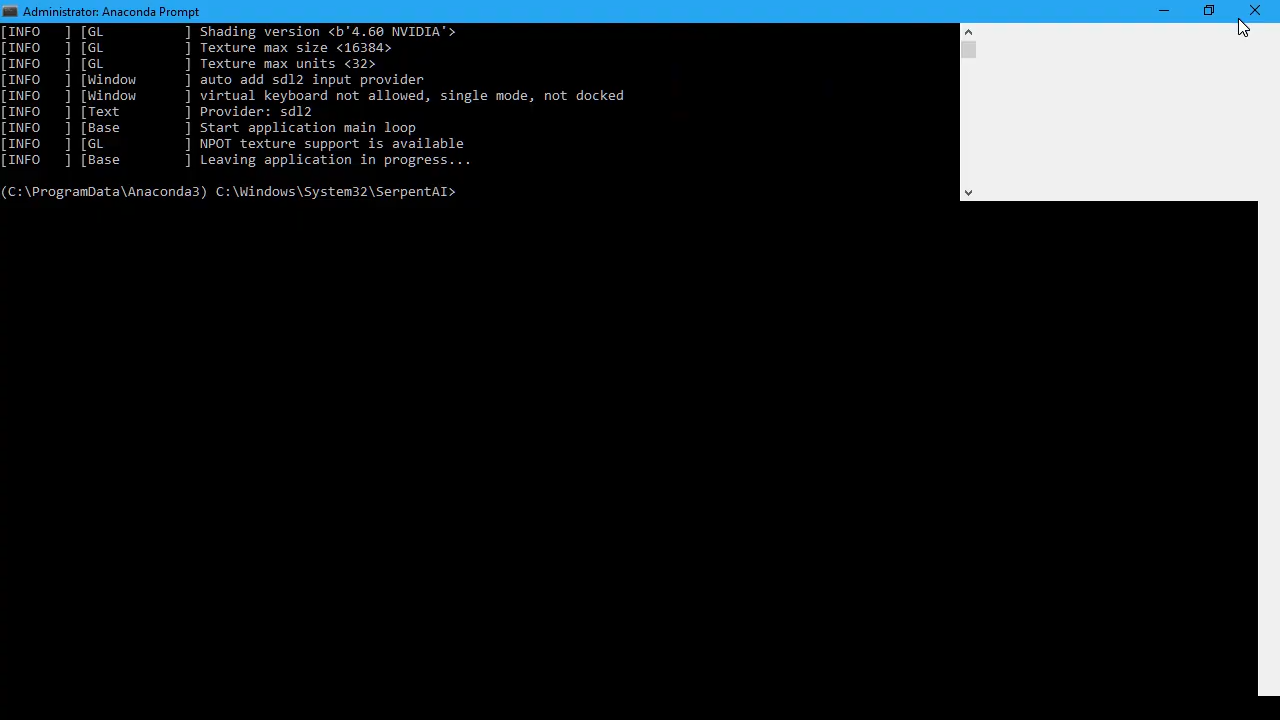 Administrator: Anaconda Prompt
[INFO   ] [GL          ] Shading version <b'4.60 NVIDIA'>
[INFO   ] [GL          ] Texture max size <16384>
[INFO   ] [GL          ] Texture max units <32>
[INFO   ] [Window      ] auto add sdl2 input provider
[INFO   ] [Window      ] virtual keyboard not allowed, single mode, not docked
[INFO   ] [Text        ] Provider: sdl2
[INFO   ] [Base        ] Start application main loop
[INFO   ] [GL          ] NPOT texture support is available
[INFO   ] [Base        ] Leaving application in progress...
(C:\ProgramData\Anaconda3) C:\Windows\System32\SerpentAI>